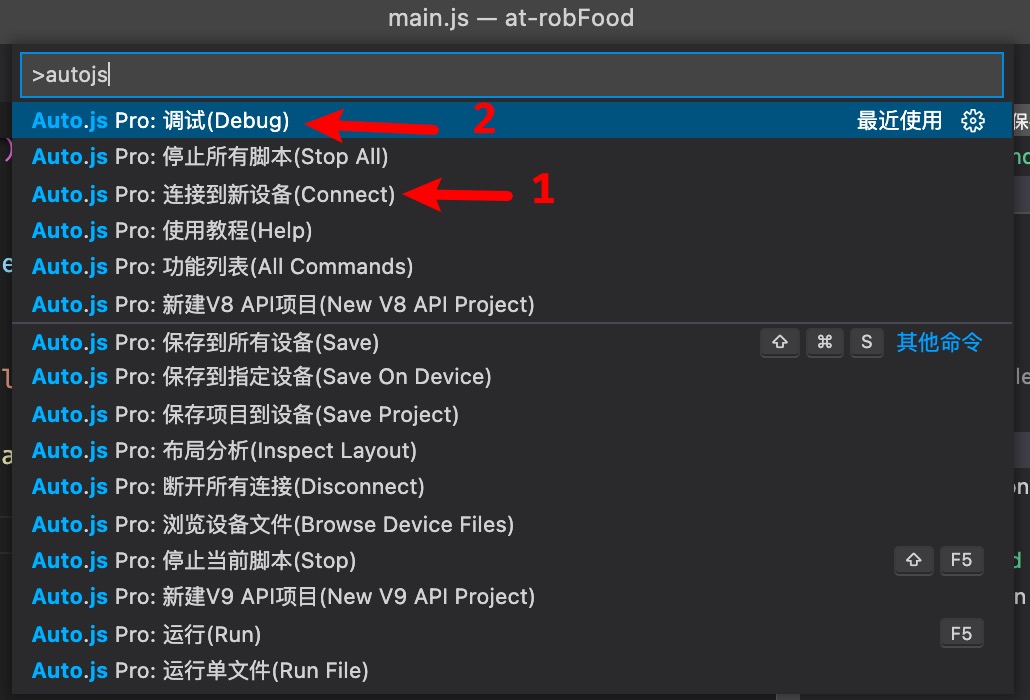 main.js — at-robFood
>autojs
Auto.js Pro: 调试(Debug) 2 最近使用
Auto.js Pro: 停止所有脚本(Stop All)
Auto.js Pro: 连接到新设备(Connect) 1
Auto.js Pro: 使用教程(Help)
Auto.js Pro: 功能列表(All Commands)
Auto.js Pro: 新建V8 API项目(New V8 API Project)
Auto.js Pro: 保存到所有设备(Save) ⇧ ⌘ S 其他命令
Auto.js Pro: 保存到指定设备(Save On Device)
Auto.js Pro: 保存项目到设备(Save Project)
Auto.js Pro: 布局分析(Inspect Layout)
Auto.js Pro: 断开所有连接(Disconnect)
Auto.js Pro: 浏览设备文件(Browse Device Files)
Auto.js Pro: 停止当前脚本(Stop) ⇧ F5
Auto.js Pro: 新建V9 API项目(New V9 API Project)
Auto.js Pro: 运行(Run) F5
Auto.js Pro: 运行单文件(Run File)